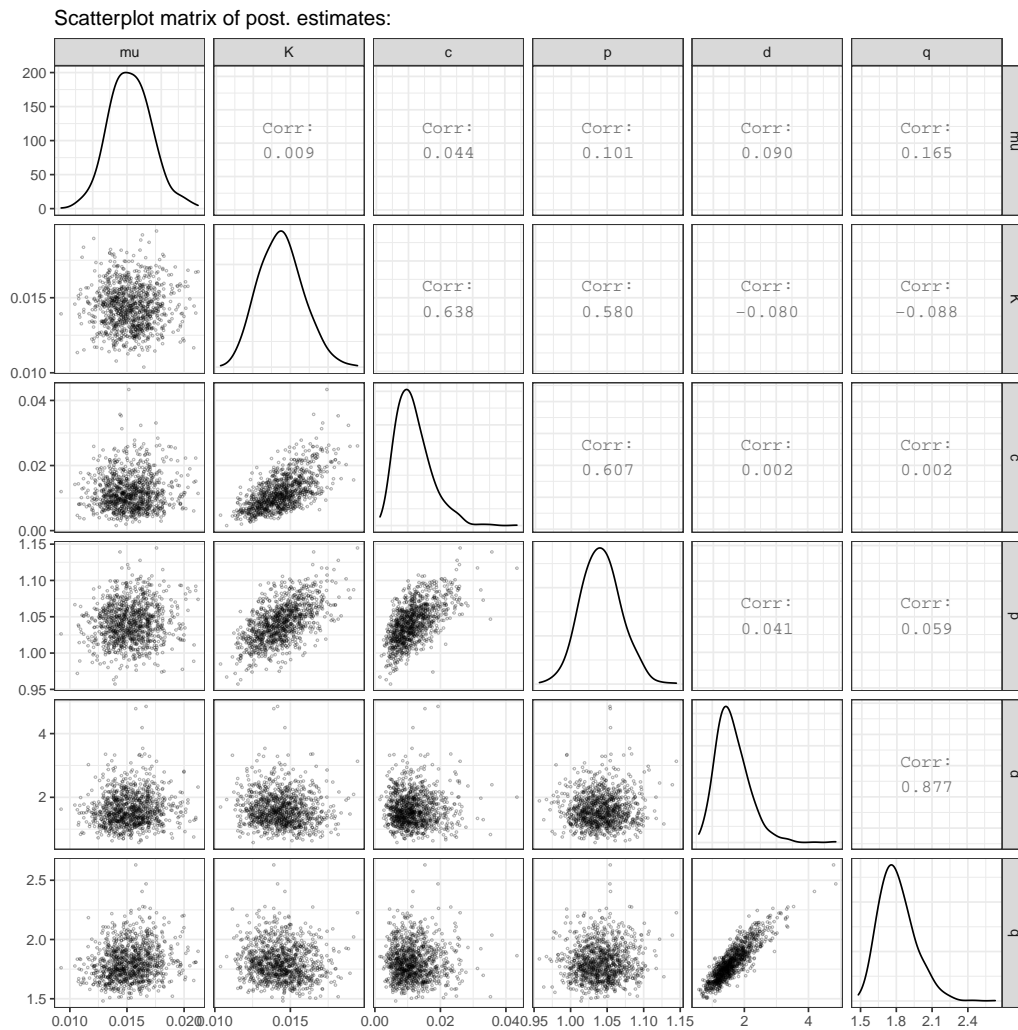 Scatterplot matrix of post. estimates:
mu K c p d q
200
150
100
50
0
Corr: Corr: Corr: Corr: Corr:
0.009 0.044 0.101 0.090 0.165
mu
0.015
0.010
Corr: Corr: Corr: Corr:
0.638 0.580 -0.080 -0.088
K
0.04
0.02
0.00
Corr: Corr: Corr:
0.607 0.002 0.002
c
1.15
1.10
1.05
1.00
0.95
Corr: Corr:
0.041 0.059
p
4
2
Corr:
0.877
d
2.5
2.0
1.5
q
0.010 0.015 0.020 0.010 0.015 0.00 0.02 0.04 0.95 1.00 1.05 1.10 1.15 2 4 1.5 1.8 2.1 2.4